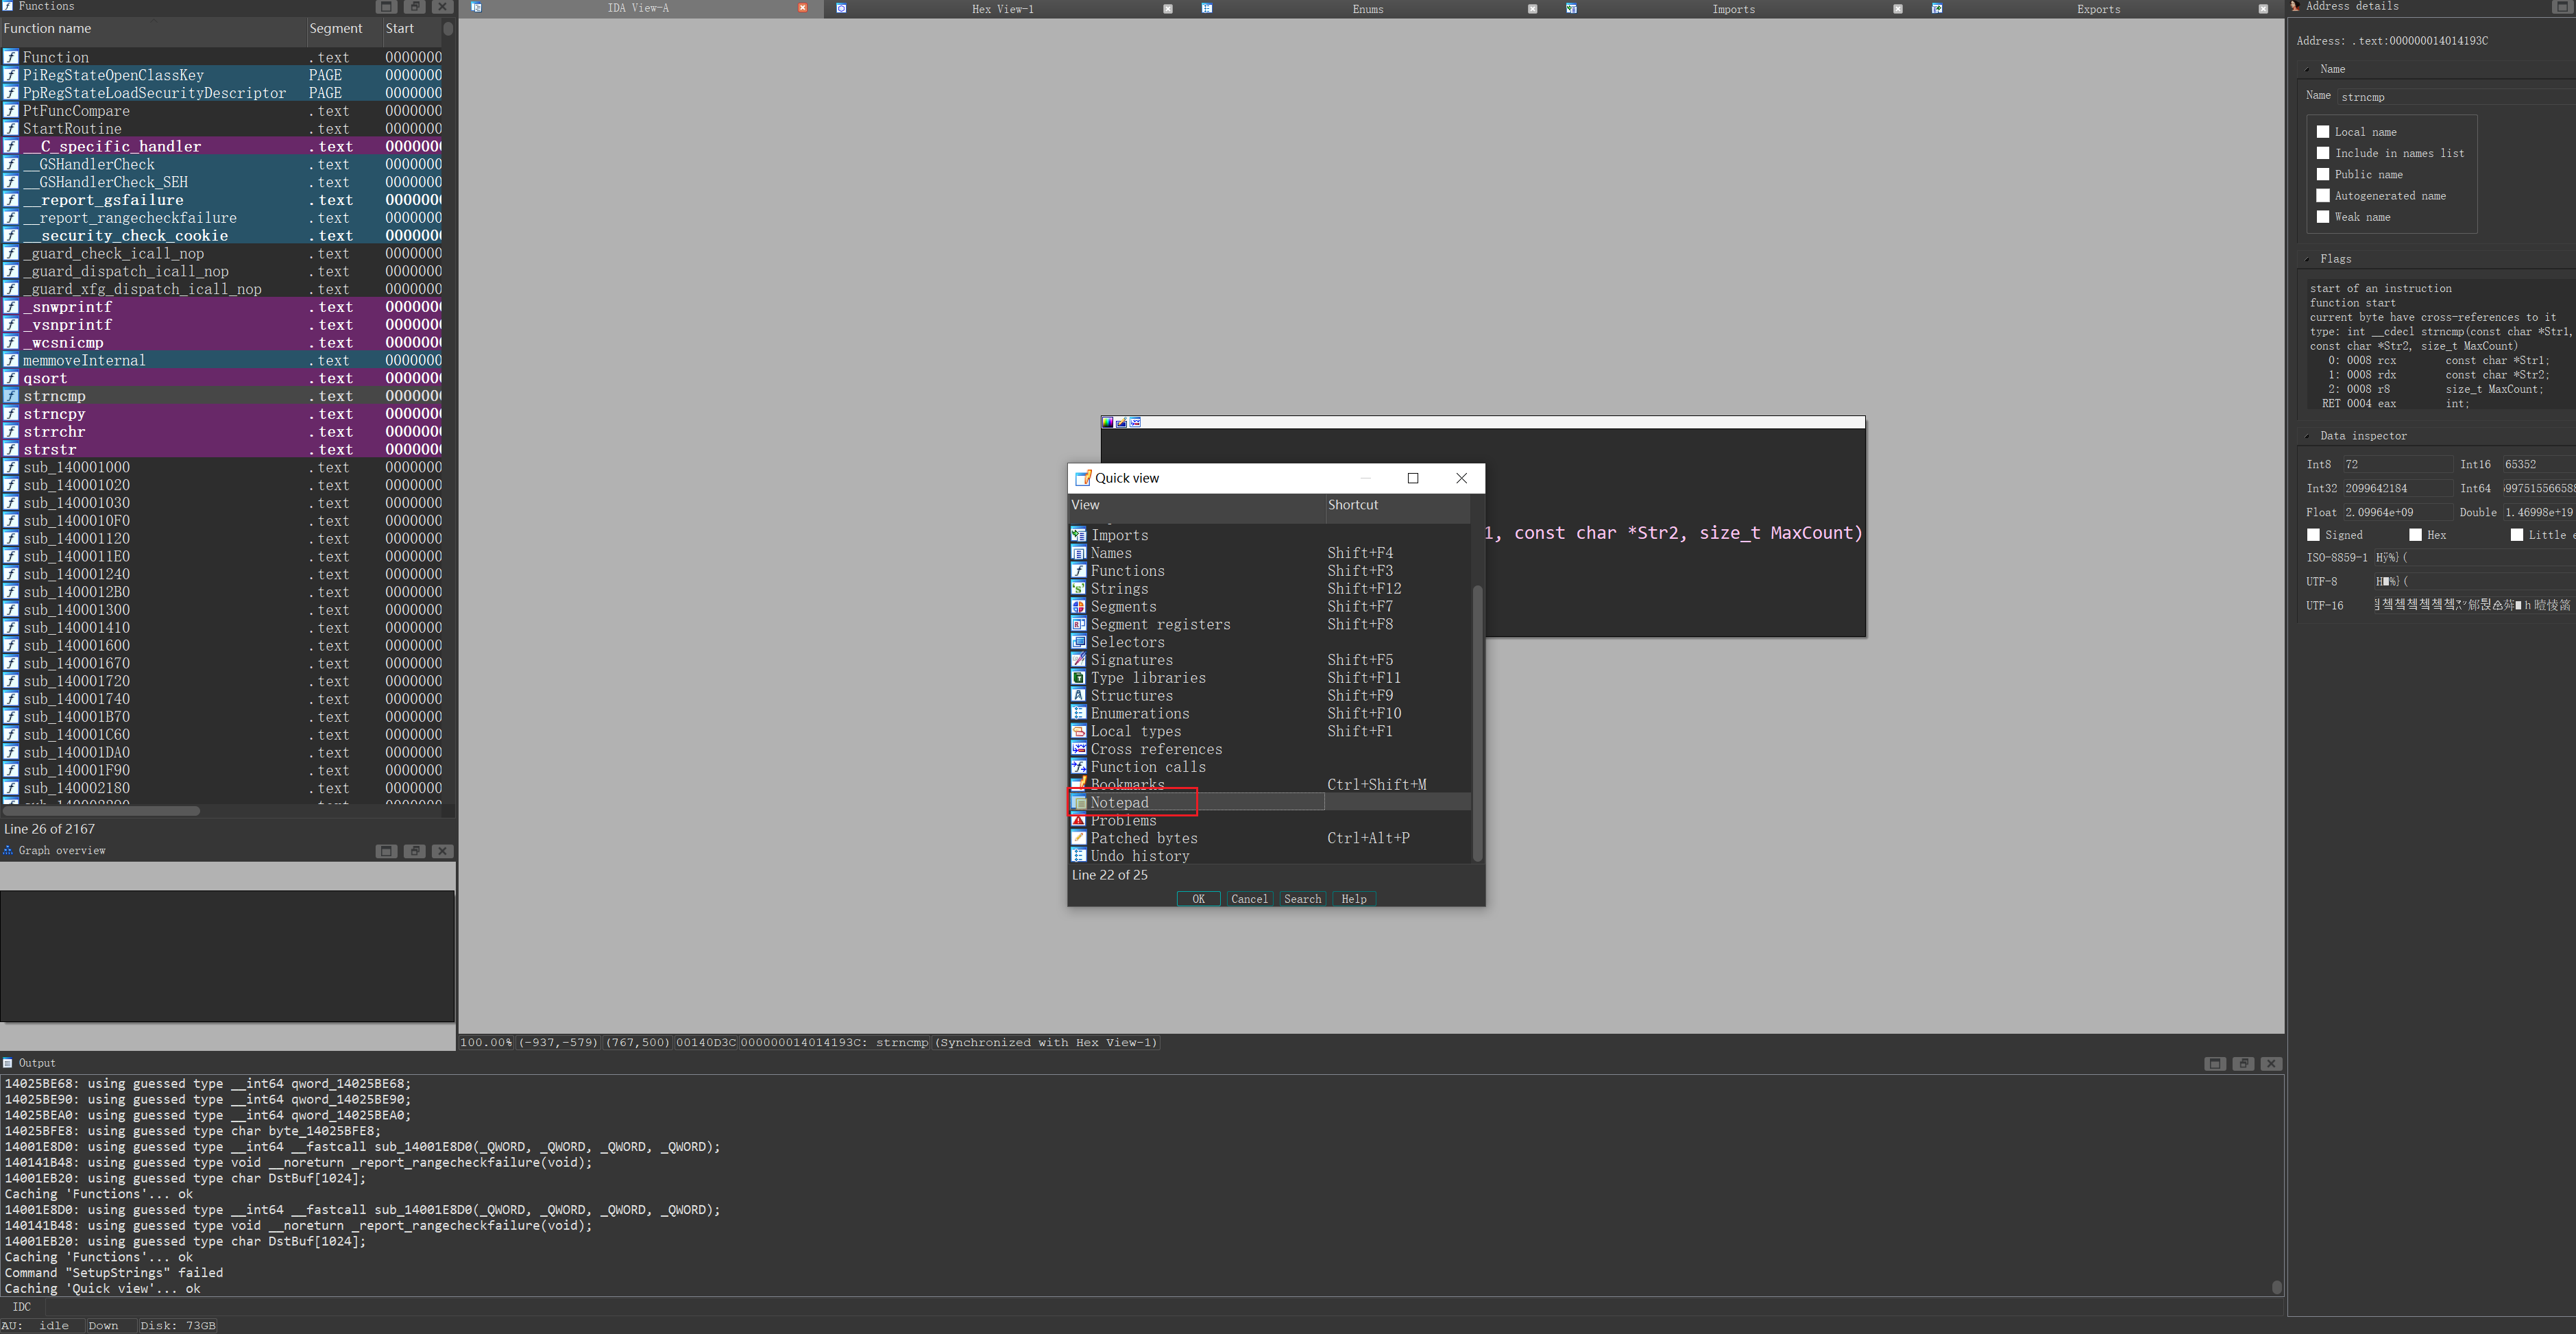 Functions
Function name Segment Start
Function .text 0000000
PiRegStateOpenClassKey PAGE 0000000
PpRegStateLoadSecurityDescriptor PAGE 0000000
PtFuncCompare .text 0000000
StartRoutine .text 0000000
__C_specific_handler .text 0000000
__GSHandlerCheck .text 0000000
__GSHandlerCheck_SEH .text 0000000
__report_gsfailure .text 0000000
__report_rangecheckfailure .text 0000000
__security_check_cookie .text 0000000
_guard_check_icall_nop .text 0000000
_guard_dispatch_icall_nop .text 0000000
_guard_xfg_dispatch_icall_nop .text 0000000
_snwprintf .text 0000000
_vsnprintf .text 0000000
_wcsnicmp .text 0000000
memmoveInternal .text 0000000
qsort .text 0000000
strncmp .text 0000000
strncpy .text 0000000
strrchr .text 0000000
strstr .text 0000000
sub_140001000 .text 0000000
sub_140001020 .text 0000000
sub_140001030 .text 0000000
sub_1400010F0 .text 0000000
sub_140001120 .text 0000000
sub_1400011E0 .text 0000000
sub_140001240 .text 0000000
sub_1400012B0 .text 0000000
sub_140001300 .text 0000000
sub_140001410 .text 0000000
sub_140001600 .text 0000000
sub_140001670 .text 0000000
sub_140001720 .text 0000000
sub_140001740 .text 0000000
sub_140001B70 .text 0000000
sub_140001C60 .text 0000000
sub_140001DA0 .text 0000000
sub_140001F90 .text 0000000
sub_140002180 .text 0000000
Line 26 of 2167
Graph overview
IDA View-A Hex View-1 Enums Imports Exports
1, const char *Str2, size_t MaxCount)
Quick view
View Shortcut
Imports
Names Shift+F4
Functions Shift+F3
Strings Shift+F12
Segments Shift+F7
Segment registers Shift+F8
Selectors
Signatures Shift+F5
Type libraries Shift+F11
Structures Shift+F9
Enumerations Shift+F10
Local types Shift+F1
Cross references
Function calls
Bookmarks Ctrl+Shift+M
Notepad
Problems
Patched bytes Ctrl+Alt+P
Undo history
Line 22 of 25
OK Cancel Search Help
100.00% (-937,-579) (767,500) 00140D3C 000000014014193C: strncmp (Synchronized with Hex View-1)
Address details
Address: .text:000000014014193C
Name
Name strncmp
Local name
Include in names list
Public name
Autogenerated name
Weak name
Flags
start of an instruction
function start
current byte have cross-references to it
type: int __cdecl strncmp(const char *Str1,
const char *Str2, size_t MaxCount)
0: 0008 rcx const char *Str1;
1: 0008 rdx const char *Str2;
2: 0008 r8 size_t MaxCount;
RET 0004 eax int;
Data inspector
Int8 72 Int16 65352
Int32 2099642184 Int64
Float 2.09964e+09 Double 1.46998e+19
Signed Hex Little
ISO-8859-1 Hÿ%}(
UTF-8
UTF-16
Output
14025BE68: using guessed type __int64 qword_14025BE68;
14025BE90: using guessed type __int64 qword_14025BE90;
14025BEA0: using guessed type __int64 qword_14025BEA0;
14025BFE8: using guessed type char byte_14025BFE8;
14001E8D0: using guessed type __int64 __fastcall sub_14001E8D0(_QWORD, _QWORD, _QWORD, _QWORD);
140141B48: using guessed type void __noreturn _report_rangecheckfailure(void);
14001EB20: using guessed type char DstBuf[1024];
Caching 'Functions'... ok
14001E8D0: using guessed type __int64 __fastcall sub_14001E8D0(_QWORD, _QWORD, _QWORD, _QWORD);
140141B48: using guessed type void __noreturn _report_rangecheckfailure(void);
14001EB20: using guessed type char DstBuf[1024];
Caching 'Functions'... ok
Command "SetupStrings" failed
Caching 'Quick view'... ok
IDC
AU: idle Down Disk: 73GB